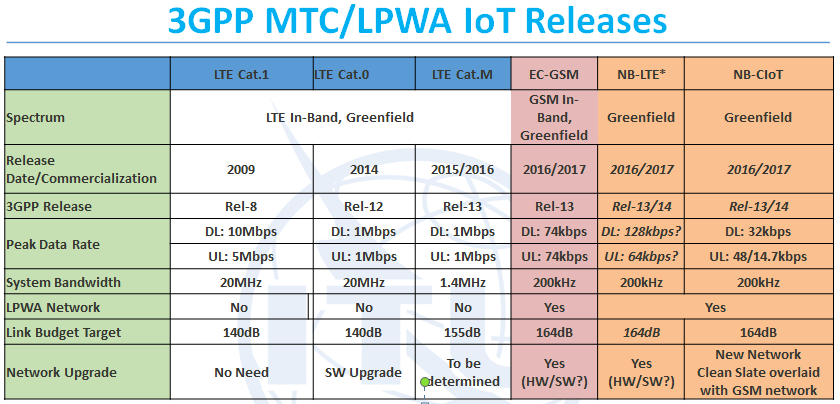 3GPP MTC/LPWA IoT Releases
LTE Cat.1 LTE Cat.0 LTE Cat.M EC-GSM NB-LTE* NB-CIoT
Spectrum LTE In-Band, Greenfield GSM In-Band, Greenfield Greenfield Greenfield
Release Date/Commercialization 2009 2014 2015/2016 2016/2017 2016/2017 2016/2017
3GPP Release Rel-8 Rel-12 Rel-13 Rel-13 Rel-13/14 Rel-13/14
Peak Data Rate DL: 10Mbps DL: 1Mbps DL: 1Mbps DL: 74kbps DL: 128kbps? DL: 32kbps
UL: 5Mbps UL: 1Mbps UL: 1Mbps UL: 74kbps UL: 64kbps? UL: 48/14.7kbps
System Bandwidth 20MHz 20MHz 1.4MHz 200kHz 200kHz 200kHz
LPWA Network No No No Yes Yes
Link Budget Target 140dB 140dB 155dB 164dB 164dB 164dB
Network Upgrade No Need SW Upgrade To be determined Yes (HW/SW?) Yes (HW/SW?) New Network Clean Slate overlaid with GSM network
ITU